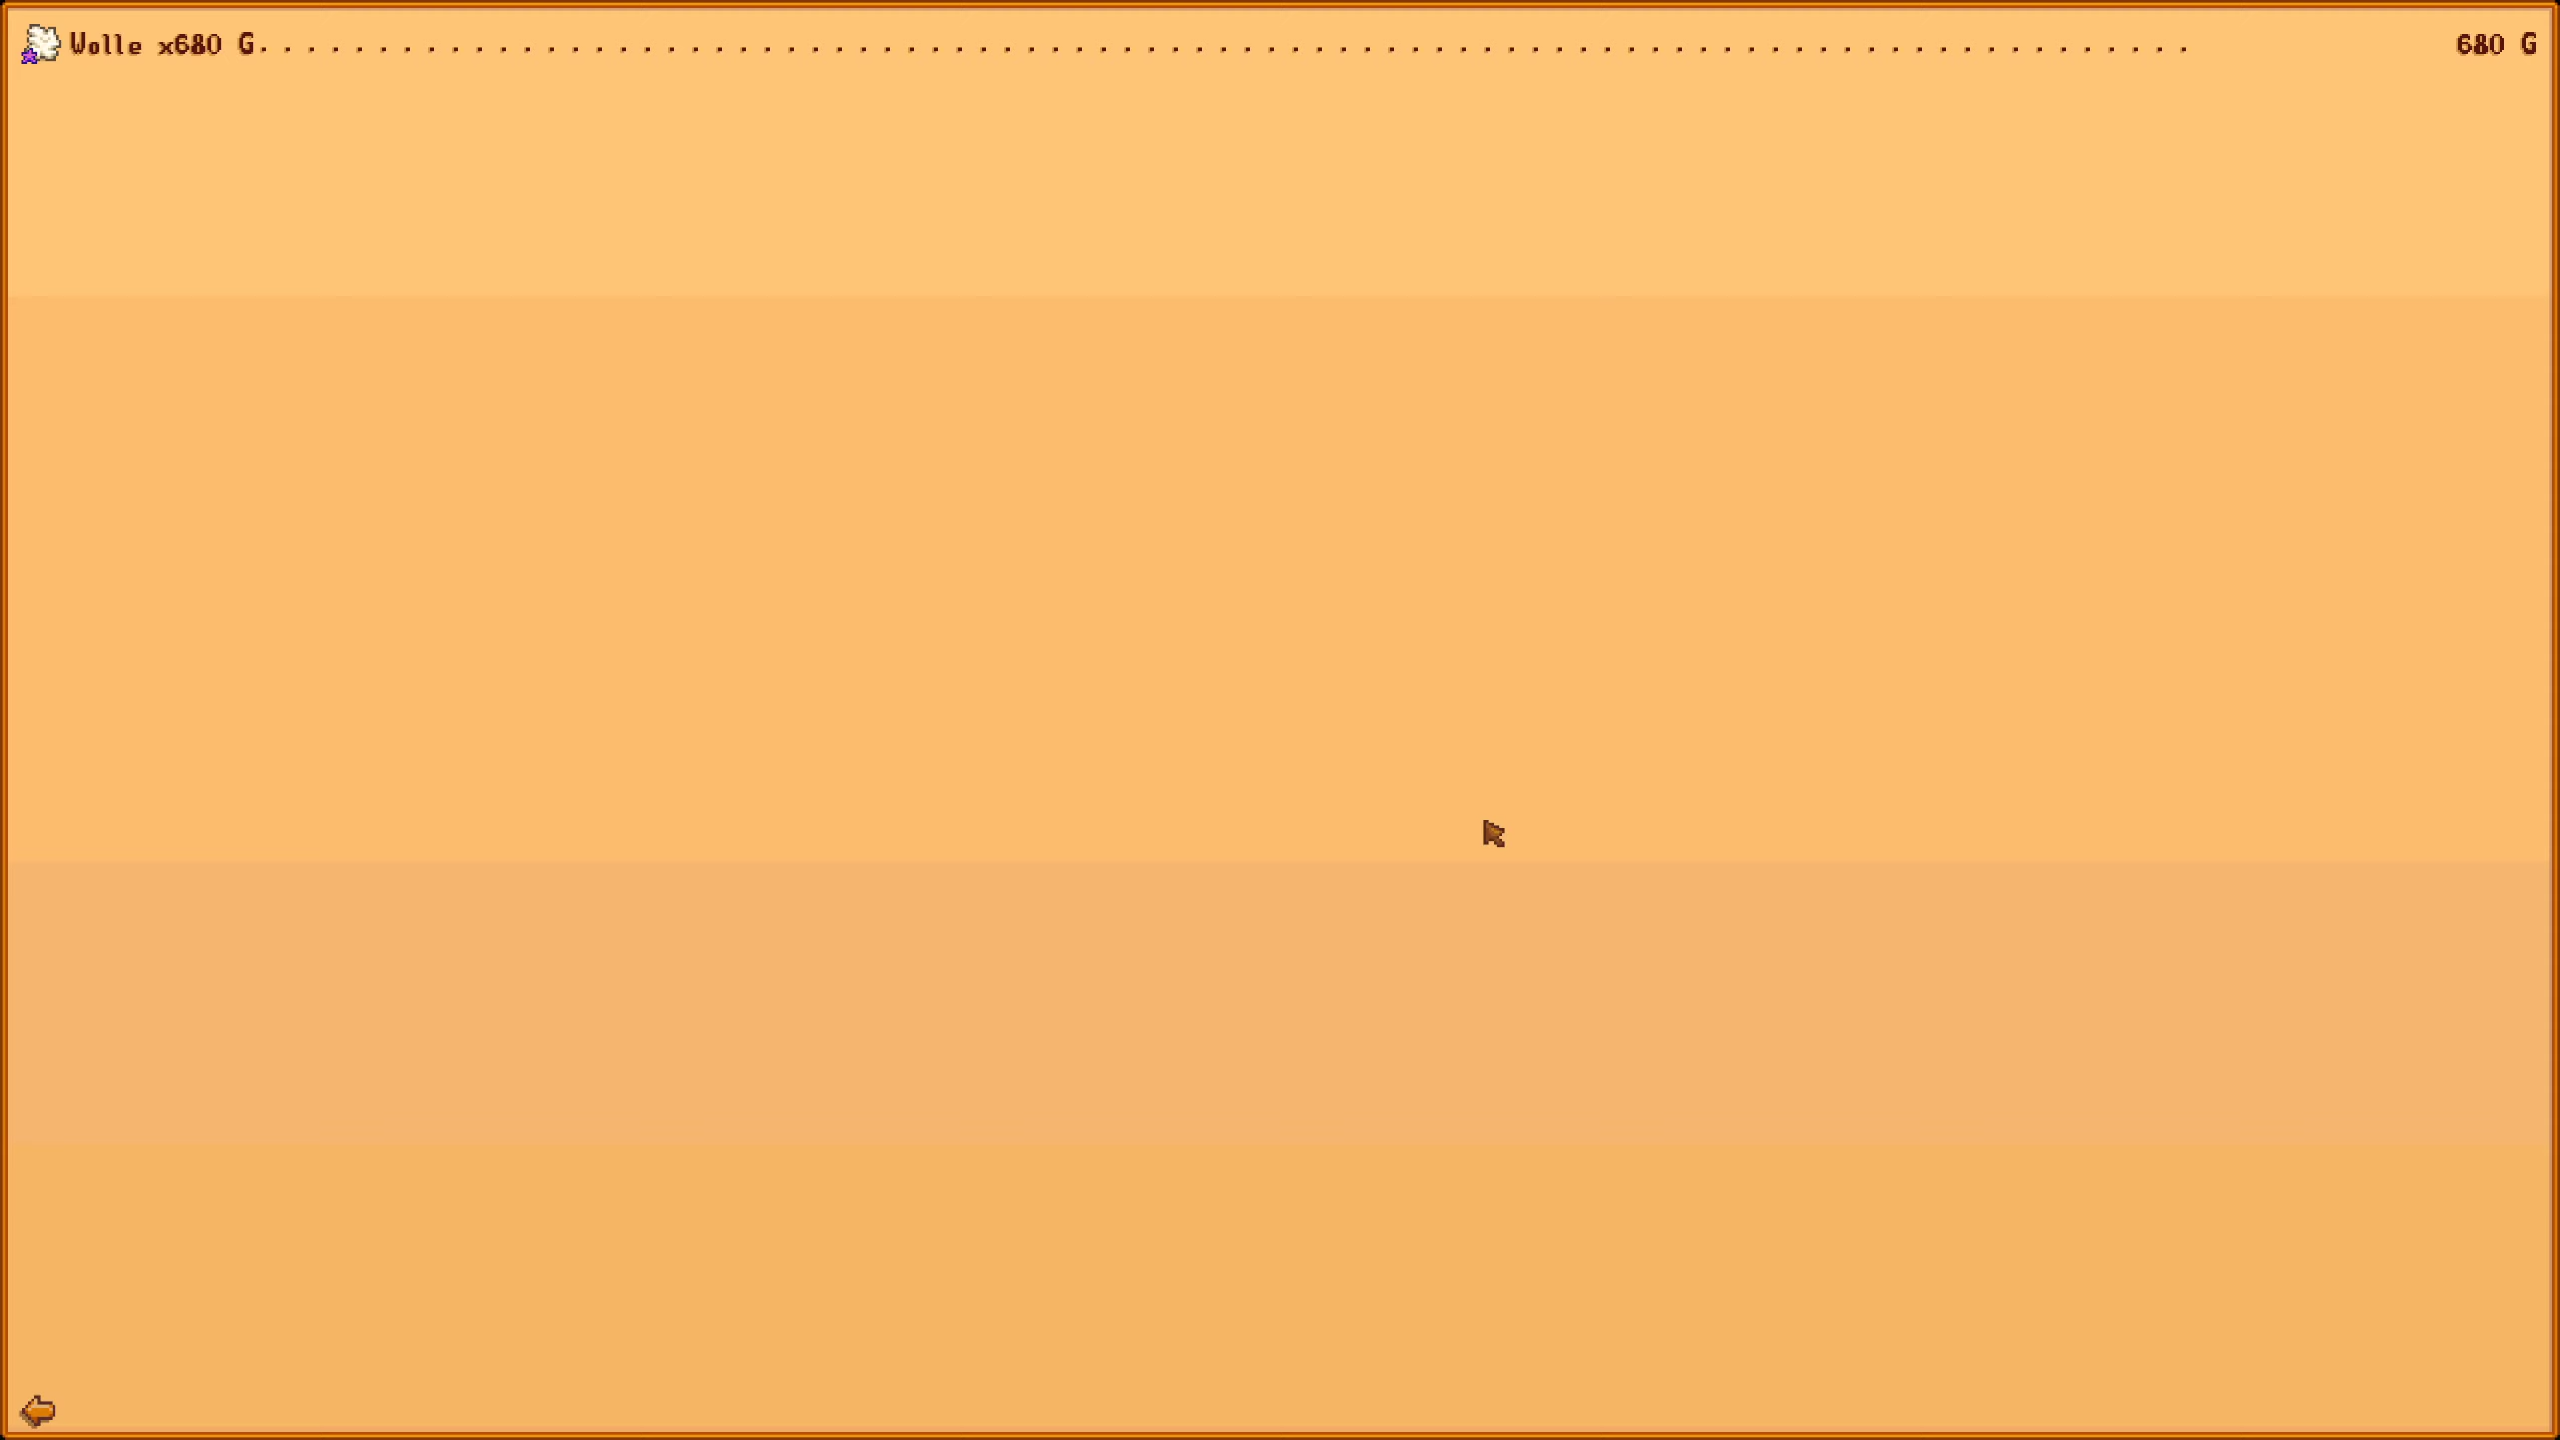 Wolle x680 G. . . . . . . . . . . . . . . . . . . . . . . . . . . . . . . . . . . . . . . . . . . . . . . . . . . . . . . . . . . . . . . . . . . . . . . . . . . . . . . . . 680 G